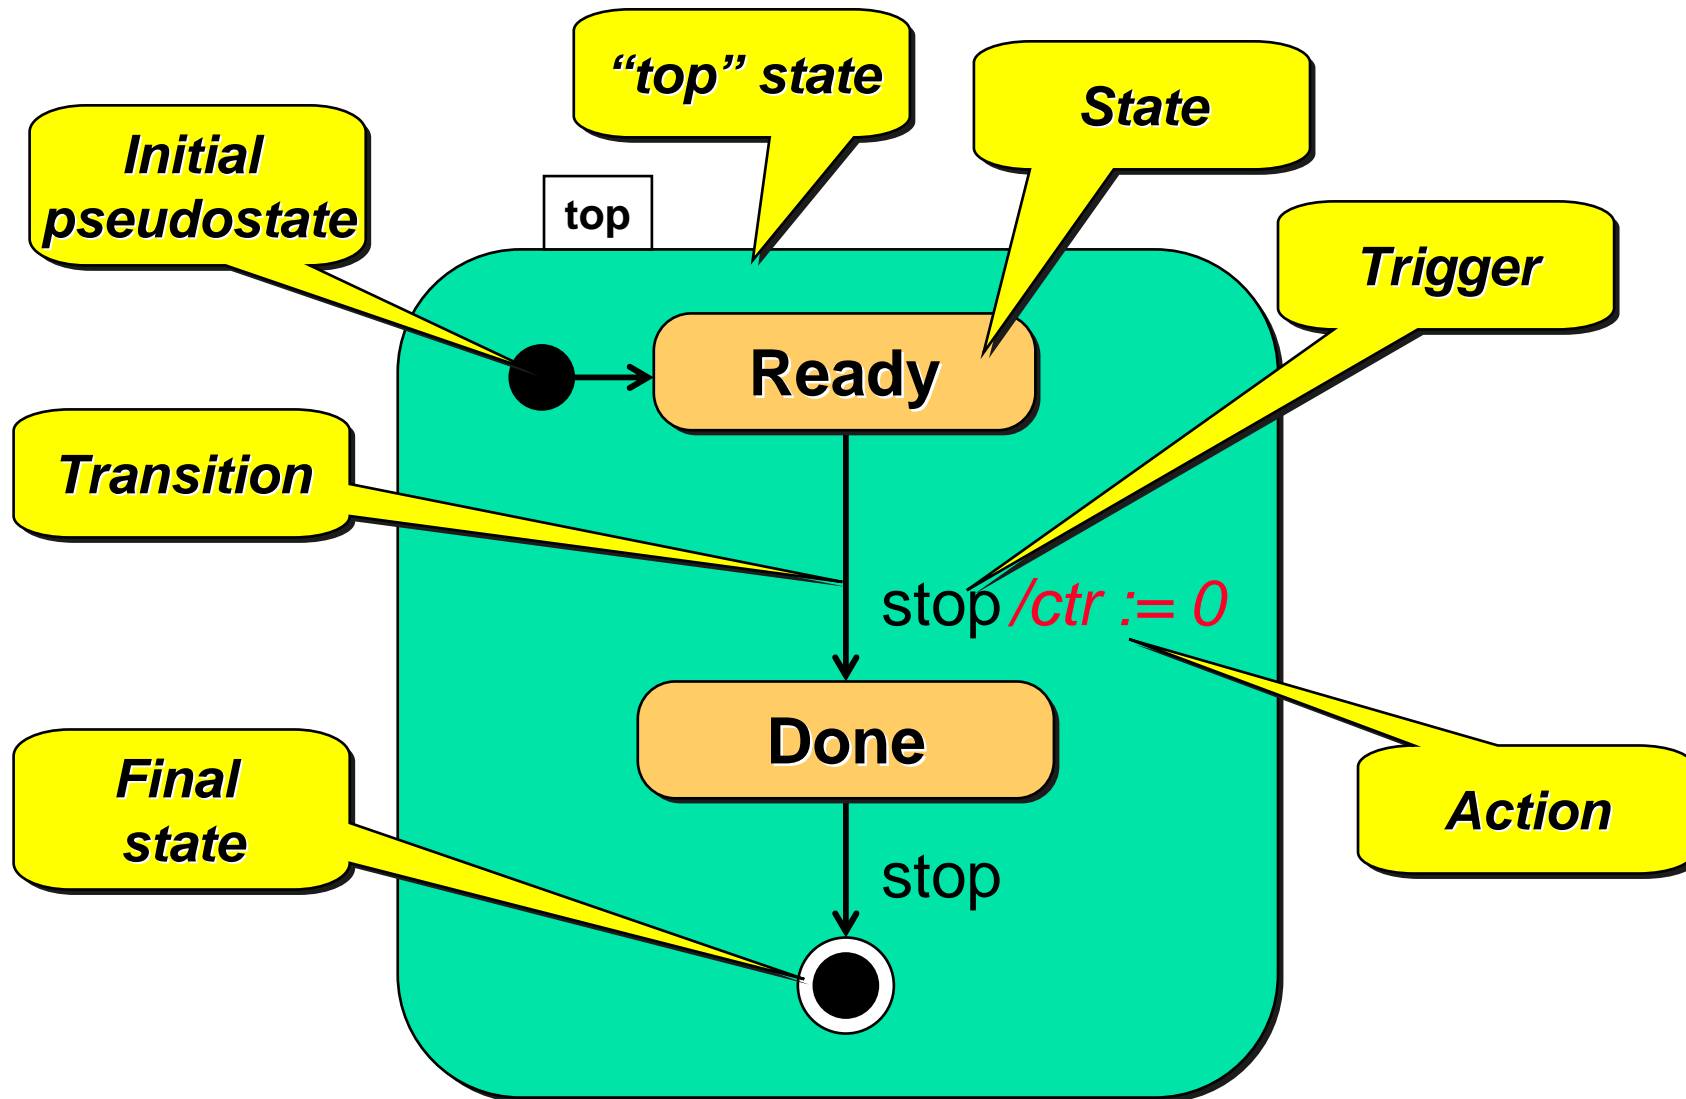 “top” state
State
Initial
pseudostate
top
Trigger
Ready
Transition
stop /ctr := 0
Done
Final
state
Action
stop